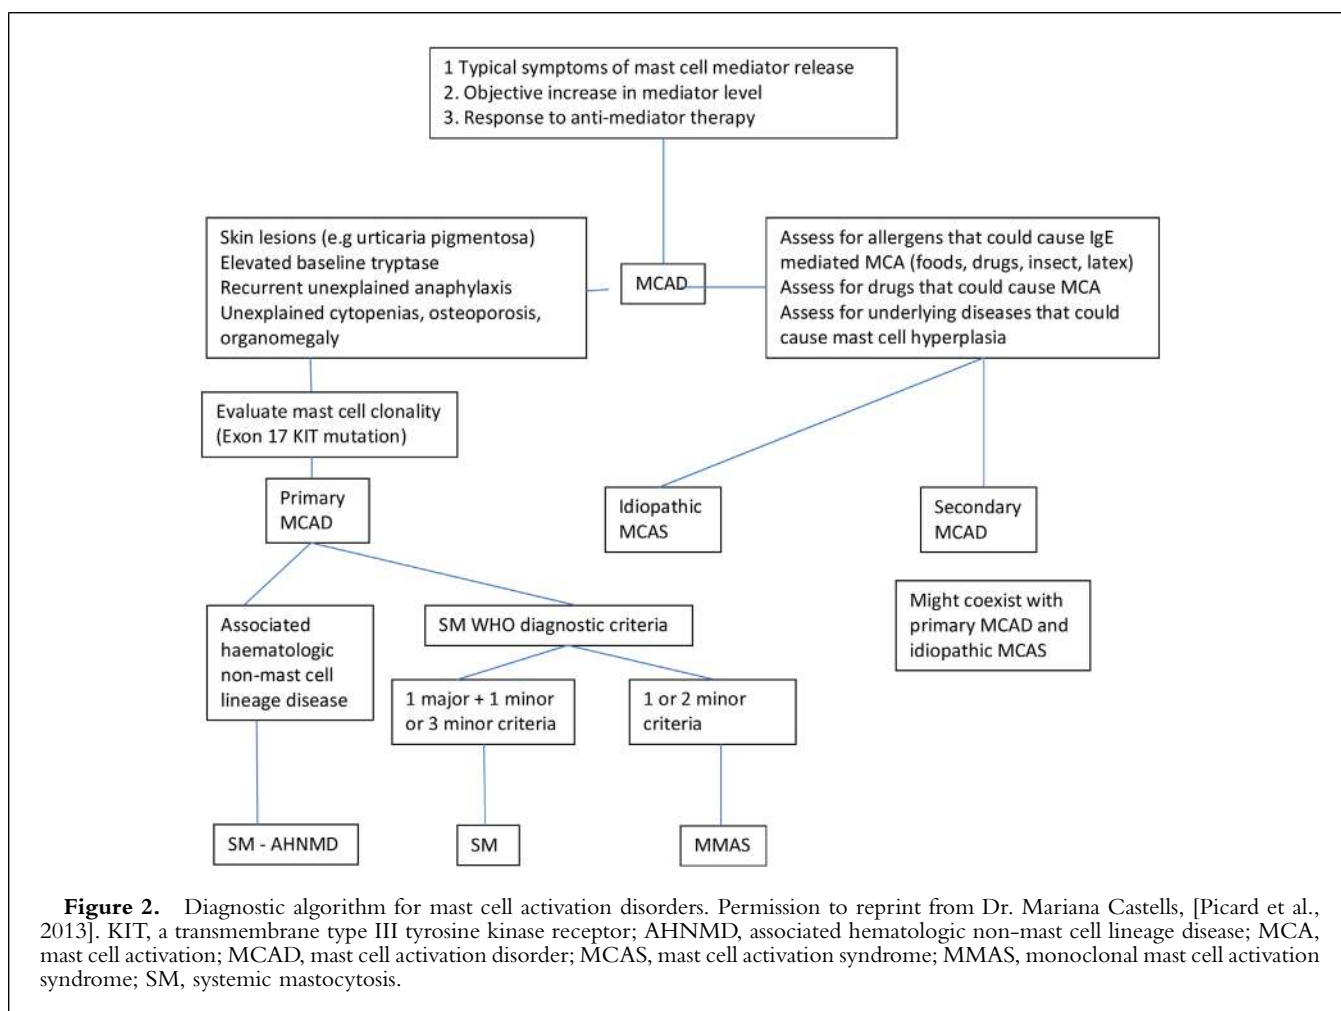 1 Typical symptoms of mast cell mediator release
2. Objective increase in mediator level
3. Response to anti-mediator therapy
Skin lesions (e.g urticaria pigmentosa)
Elevated baseline tryptase
Recurrent unexplained anaphylaxis
Unexplained cytopenias, osteoporosis,
organomegaly
MCAD
Assess for allergens that could cause IgE
mediated MCA (foods, drugs, insect, latex)
Assess for drugs that could cause MCA
Assess for underlying diseases that could
cause mast cell hyperplasia
Evaluate mast cell clonality
(Exon 17 KIT mutation)
Primary
MCAD
Idiopathic
MCAS
Secondary
MCAD
Might coexist with
primary MCAD and
idiopathic MCAS
Associated
haematologic
non-mast cell
lineage disease
SM WHO diagnostic criteria
1 major + 1 minor
or 3 minor criteria
1 or 2 minor
criteria
SM - AHNMD
SM
MMAS
Figure 2. Diagnostic algorithm for mast cell activation disorders. Permission to reprint from Dr. Mariana Castells, [Picard et al.,
2013]. KIT, a transmembrane type III tyrosine kinase receptor; AHNMD, associated hematologic non-mast cell lineage disease; MCA,
mast cell activation; MCAD, mast cell activation disorder; MCAS, mast cell activation syndrome; MMAS, monoclonal mast cell activation
syndrome; SM, systemic mastocytosis.